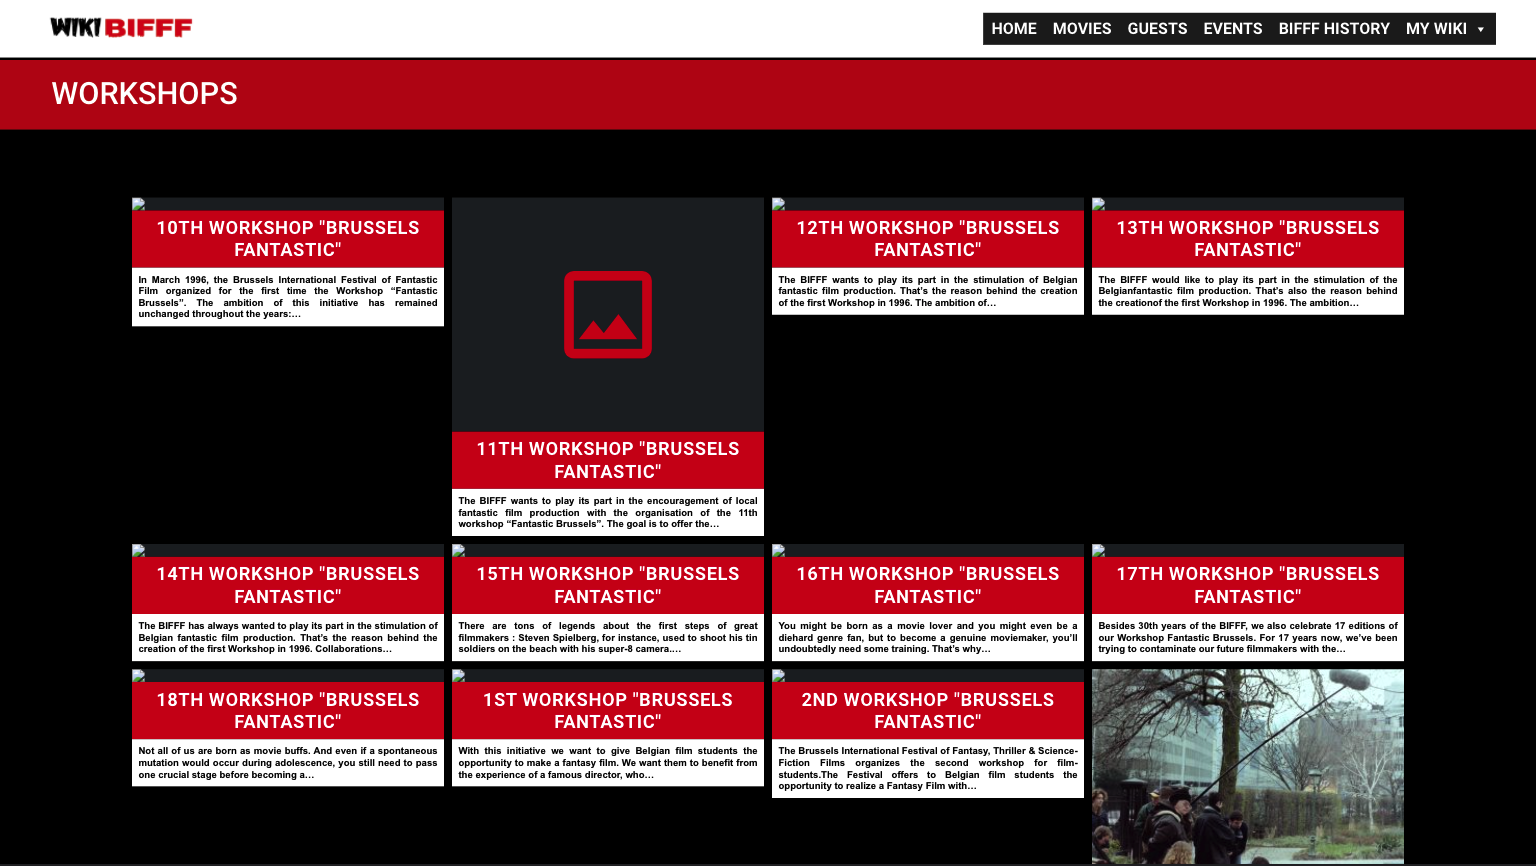 WIKI BIFFF
HOME MOVIES GUESTS EVENTS BIFFF HISTORY MY WIKI
WORKSHOPS
10TH WORKSHOP "BRUSSELS
FANTASTIC"
In March 1996, the Brussels International Festival of Fantastic
Film organized for the first time the Workshop “Fantastic
Brussels”. The ambition of this initiative has remained
unchanged throughout the years:…
11TH WORKSHOP "BRUSSELS
FANTASTIC"
The BIFFF wants to play its part in the encouragement of local
fantastic film production with the organisation of the 11th
workshop “Fantastic Brussels”. The goal is to offer the…
12TH WORKSHOP "BRUSSELS
FANTASTIC"
The BIFFF wants to play its part in the stimulation of Belgian
fantastic film production. That’s the reason behind the creation
of the first Workshop in 1996. The ambition of…
13TH WORKSHOP "BRUSSELS
FANTASTIC"
The BIFFF would like to play its part in the stimulation of the
Belgianfantastic film production. That’s also the reason behind
the creationof the first Workshop in 1996. The ambition…
14TH WORKSHOP "BRUSSELS
FANTASTIC"
The BIFFF has always wanted to play its part in the stimulation of
Belgian fantastic film production. That’s the reason behind the
creation of the first Workshop in 1996. Collaborations…
15TH WORKSHOP "BRUSSELS
FANTASTIC"
There are tons of legends about the first steps of great
filmmakers : Steven Spielberg, for instance, used to shoot his tin
soldiers on the beach with his super-8 camera.…
16TH WORKSHOP "BRUSSELS
FANTASTIC"
You might be born as a movie lover and you might even be a
diehard genre fan, but to become a genuine moviemaker, you’ll
undoubtedly need some training. That’s why…
17TH WORKSHOP "BRUSSELS
FANTASTIC"
Besides 30th years of the BIFFF, we also celebrate 17 editions of
our Workshop Fantastic Brussels. For 17 years now, we’ve been
trying to contaminate our future filmmakers with the…
18TH WORKSHOP "BRUSSELS
FANTASTIC"
Not all of us are born as movie buffs. And even if a spontaneous
mutation would occur during adolescence, you still need to pass
one crucial stage before becoming a…
1ST WORKSHOP "BRUSSELS
FANTASTIC"
With this initiative we want to give Belgian film students the
opportunity to make a fantasy film. We want them to benefit from
the experience of a famous director, who…
2ND WORKSHOP "BRUSSELS
FANTASTIC"
The Brussels International Festival of Fantasy, Thriller & Science-
Fiction Films organizes the second workshop for film-
students.The Festival offers to Belgian film students the
opportunity to realize a Fantasy Film with…